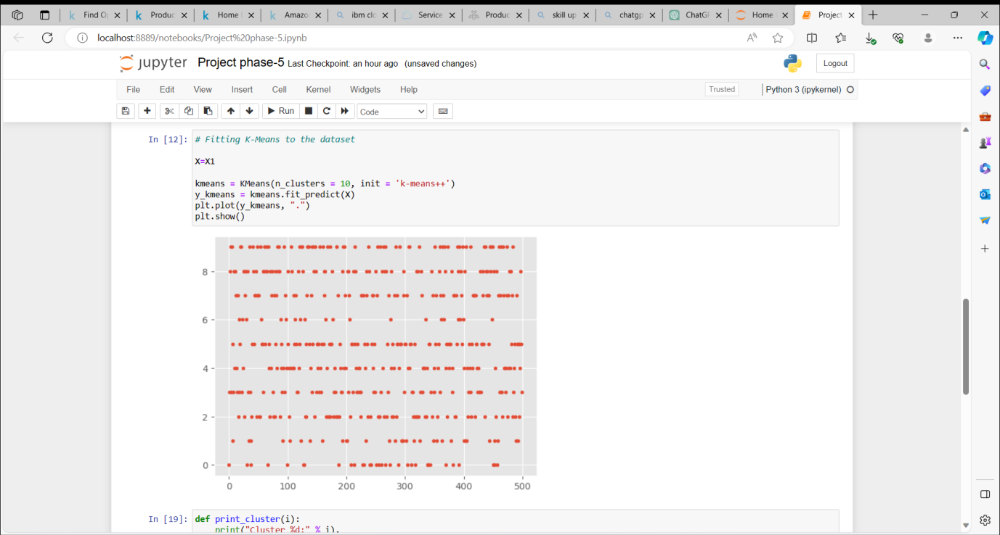 Find O
Produc
Home
Amazo
ibm clo
Service
Produc
skill up
chatgp
ChatGP
Home
Project
localhost:8889/notebooks/Project%20phase-5.ipynb
jupyter Project phase-5 Last Checkpoint: an hour ago (unsaved changes)
Logout
File Edit View Insert Cell Kernel Widgets Help
Trusted Python 3 (ipykernel)
Run Code
In [12]: # Fitting K-Means to the dataset
X=X1
kmeans = KMeans(n_clusters = 10, init = 'k-means++')
y_kmeans = kmeans.fit_predict(X)
plt.plot(y_kmeans, ".")
plt.show()
8
6
4
2
0
0 100 200 300 400 500
In [19]: def print_cluster(i):
print("Cluster %d:" % i),